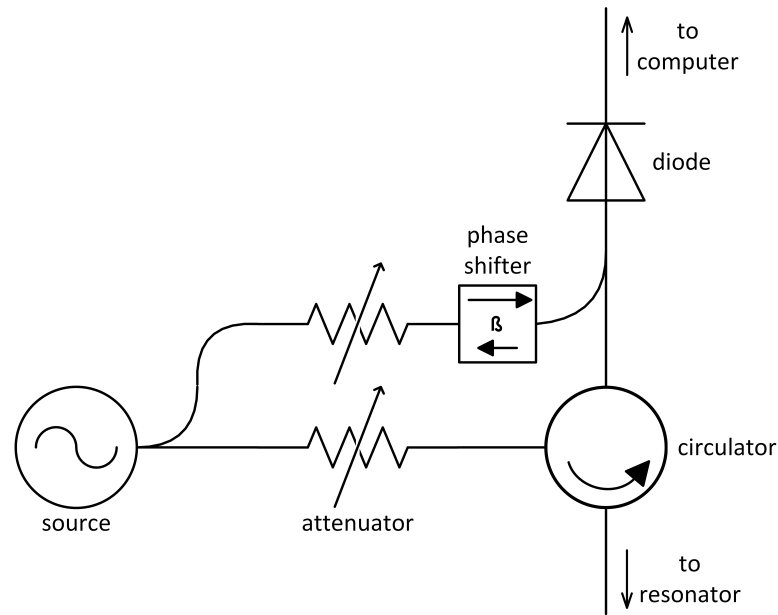 to
computer
diode
phase
shifter
ß
circulator
source
attenuator
to
resonator